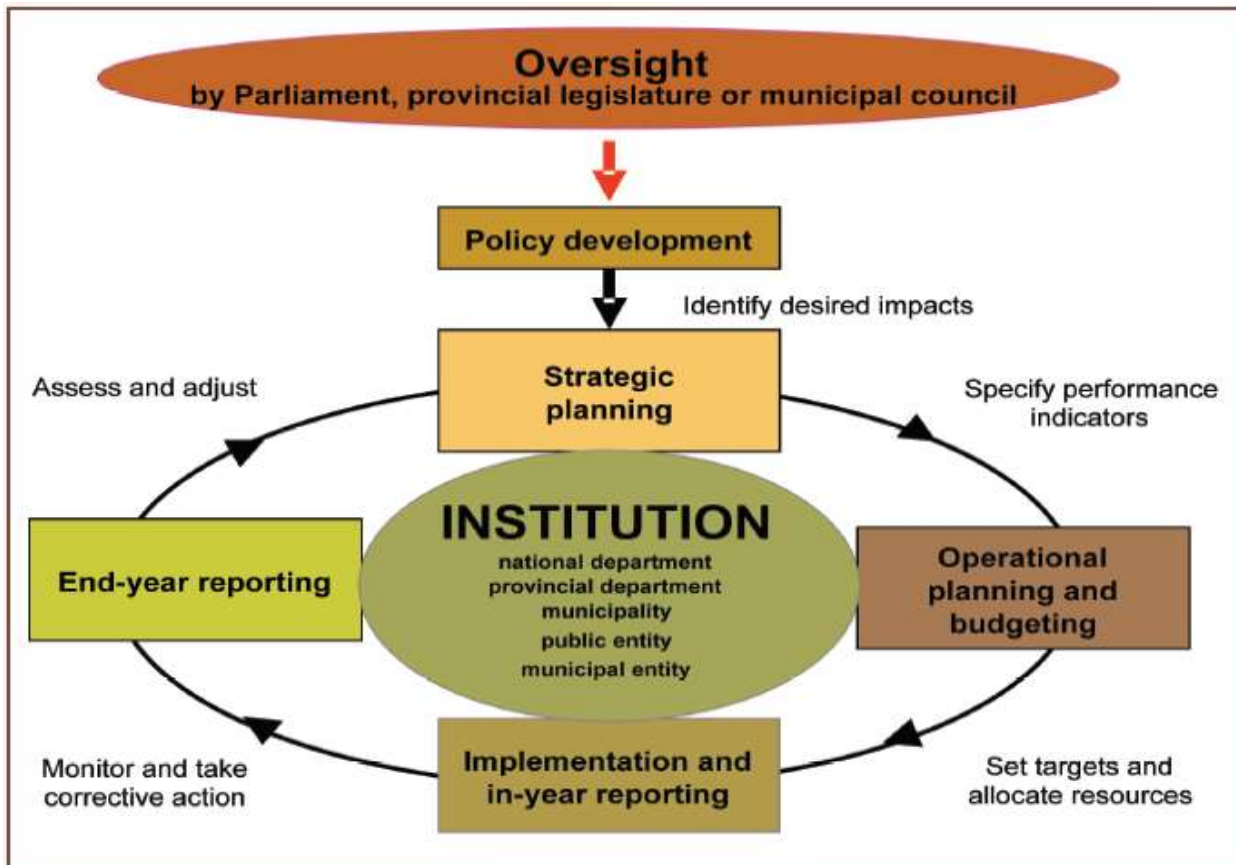 Oversight
by Parliament, provincial legislature or municipal council
Policy development
Identify desired impacts
Strategic
planning
Assess and adjust
Specify performance
indicators
INSTITUTION
national department
provincial department
municipality
public entity
municipal entity
End-year reporting
Operational
planning and
budgeting
Implementation and
in-year reporting
Monitor and take
corrective action
Set targets and
allocate resources